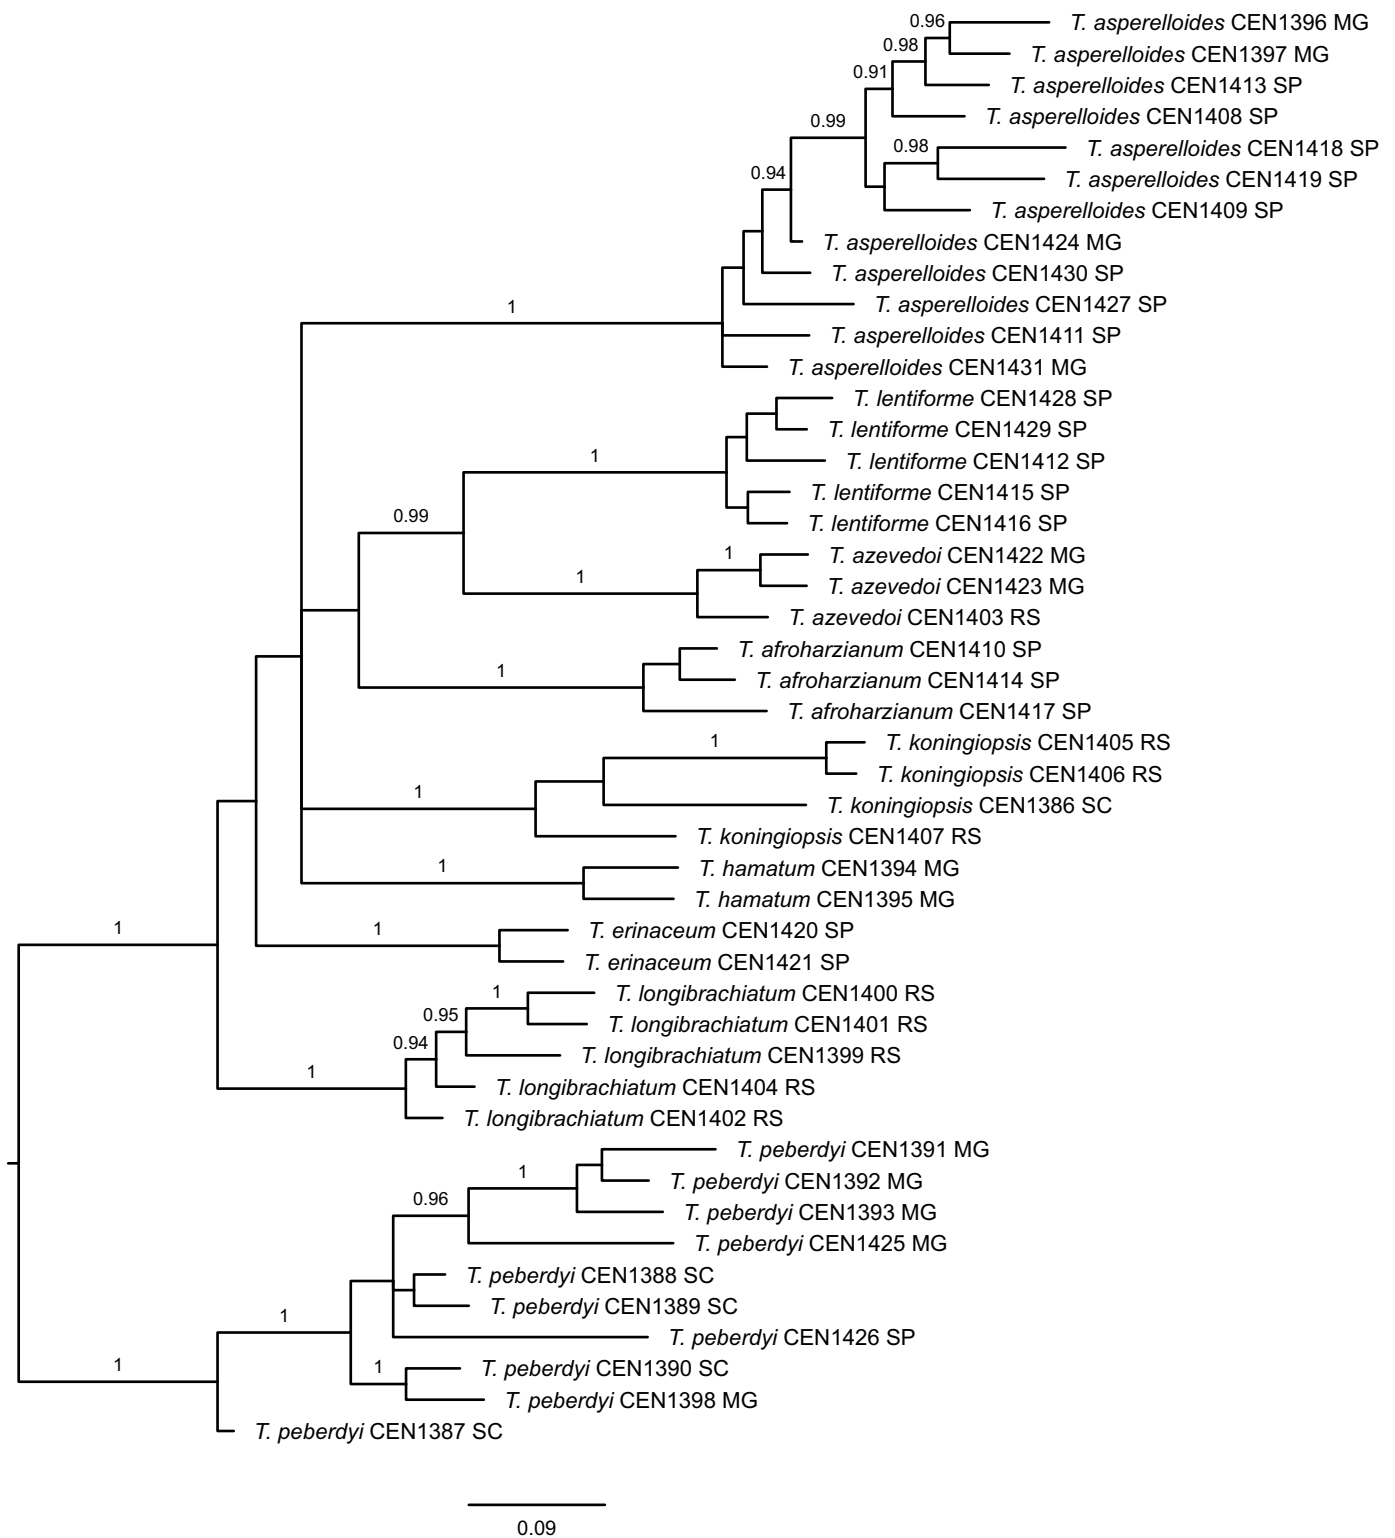 0.96
T. asperelloides CEN1396 MG
0.98
T. asperelloides CEN1397 MG
0.91
T. asperelloides CEN1413 SP
T. asperelloides CEN1408 SP
0.99
0.98
T. asperelloides CEN1418 SP
0.94
T. asperelloides CEN1419 SP
T. asperelloides CEN1409 SP
T. asperelloides CEN1424 MG
T. asperelloides CEN1430 SP
1
T. asperelloides CEN1427 SP
T. asperelloides CEN1411 SP
T. asperelloides CEN1431 MG
T. lentiforme CEN1428 SP
T. lentiforme CEN1429 SP
1
T. lentiforme CEN1412 SP
T. lentiforme CEN1415 SP
0.99
T. lentiforme CEN1416 SP
1
T. azevedoi CEN1422 MG
1
T. azevedoi CEN1423 MG
T. azevedoi CEN1403 RS
T. afroharzianum CEN1410 SP
1
T. afroharzianum CEN1414 SP
T. afroharzianum CEN1417 SP
1
T. koningiopsis CEN1405 RS
T. koningiopsis CEN1406 RS
1
T. koningiopsis CEN1386 SC
T. koningiopsis CEN1407 RS
1
T. hamatum CEN1394 MG
T. hamatum CEN1395 MG
1
1
T. erinaceum CEN1420 SP
T. erinaceum CEN1421 SP
1
T. longibrachiatum CEN1400 RS
0.95
T. longibrachiatum CEN1401 RS
0.94
T. longibrachiatum CEN1399 RS
1
T. longibrachiatum CEN1404 RS
T. longibrachiatum CEN1402 RS
T. peberdyi CEN1391 MG
1
T. peberdyi CEN1392 MG
0.96
T. peberdyi CEN1393 MG
T. peberdyi CEN1425 MG
T. peberdyi CEN1388 SC
T. peberdyi CEN1389 SC
1
T. peberdyi CEN1426 SP
1
1
T. peberdyi CEN1390 SC
T. peberdyi CEN1398 MG
T. peberdyi CEN1387 SC
0.09